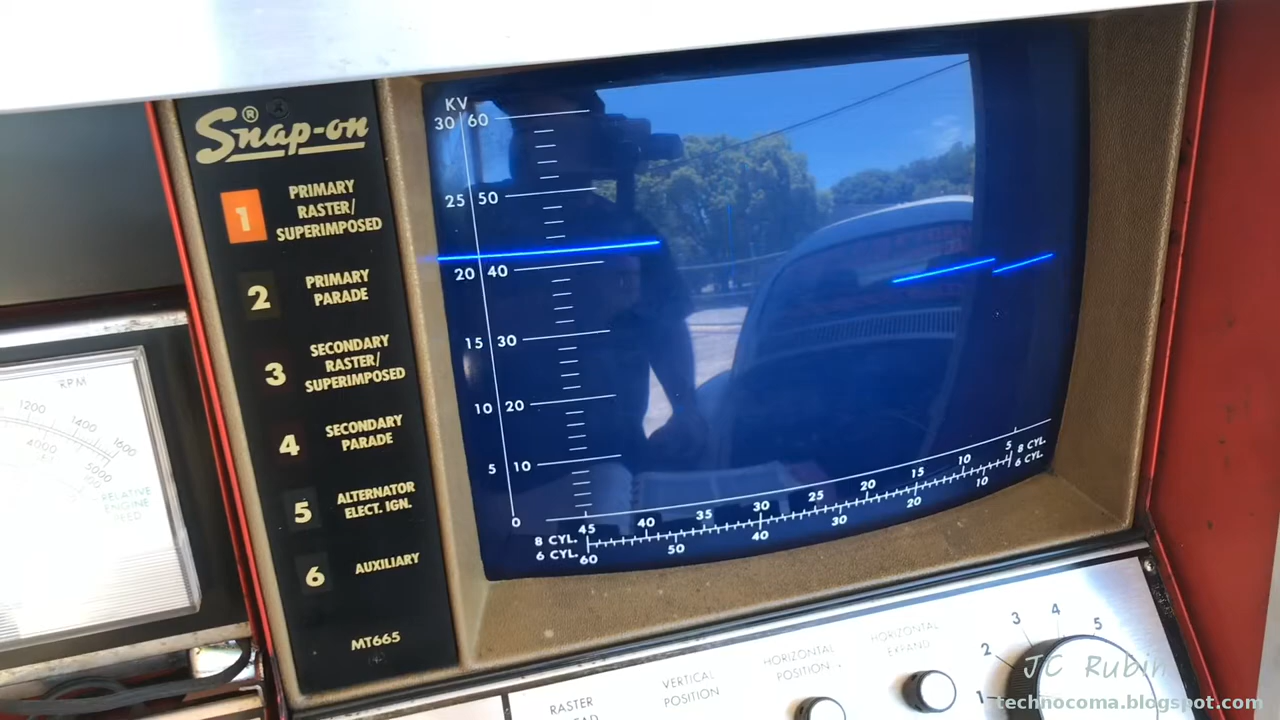 Snap-on®
1 PRIMARY
RASTER/
SUPERIMPOSED
2 PRIMARY
PARADE
3 SECONDARY
RASTER/
SUPERIMPOSED
4 SECONDARY
PARADE
5 ALTERNATOR
ELECT. IGN.
6 AUXILIARY
MT665
KV
30 60
25 50
20 40
15 30
10 20
5 10
0
45 40 35 30 25 20 15 10 5
8 CYL. 8 CYL.
6 CYL. 6 CYL.
60 50 40 30 20 10
RPM
1200 1400 1600
4000 5000
RELATIVE
ENGINE
RASTER
VERTICAL
POSITION
HORIZONTAL
POSITION
HORIZONTAL
EXPAND
1 2 3 4 5
JC Rubin
technocoma.blogspot.com